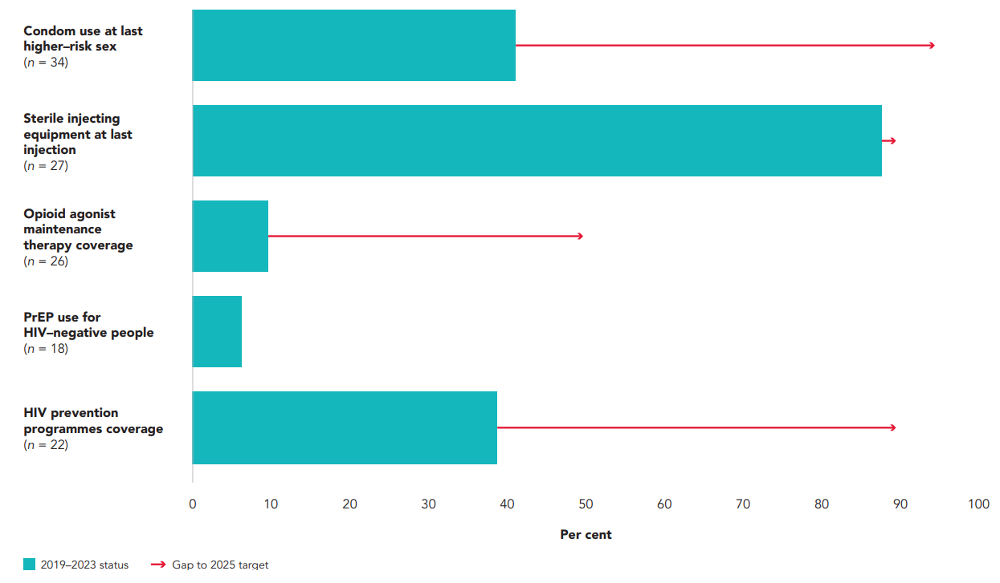 Condom use at last
higher–risk sex
(n = 34)
Sterile injecting
equipment at last
injection
(n = 27)
Opioid agonist
maintenance
therapy coverage
(n = 26)
PrEP use for
HIV–negative people
(n = 18)
HIV prevention
programmes coverage
(n = 22)
0 10 20 30 40 50 60 70 80 90 100
Per cent
2019–2023 status Gap to 2025 target